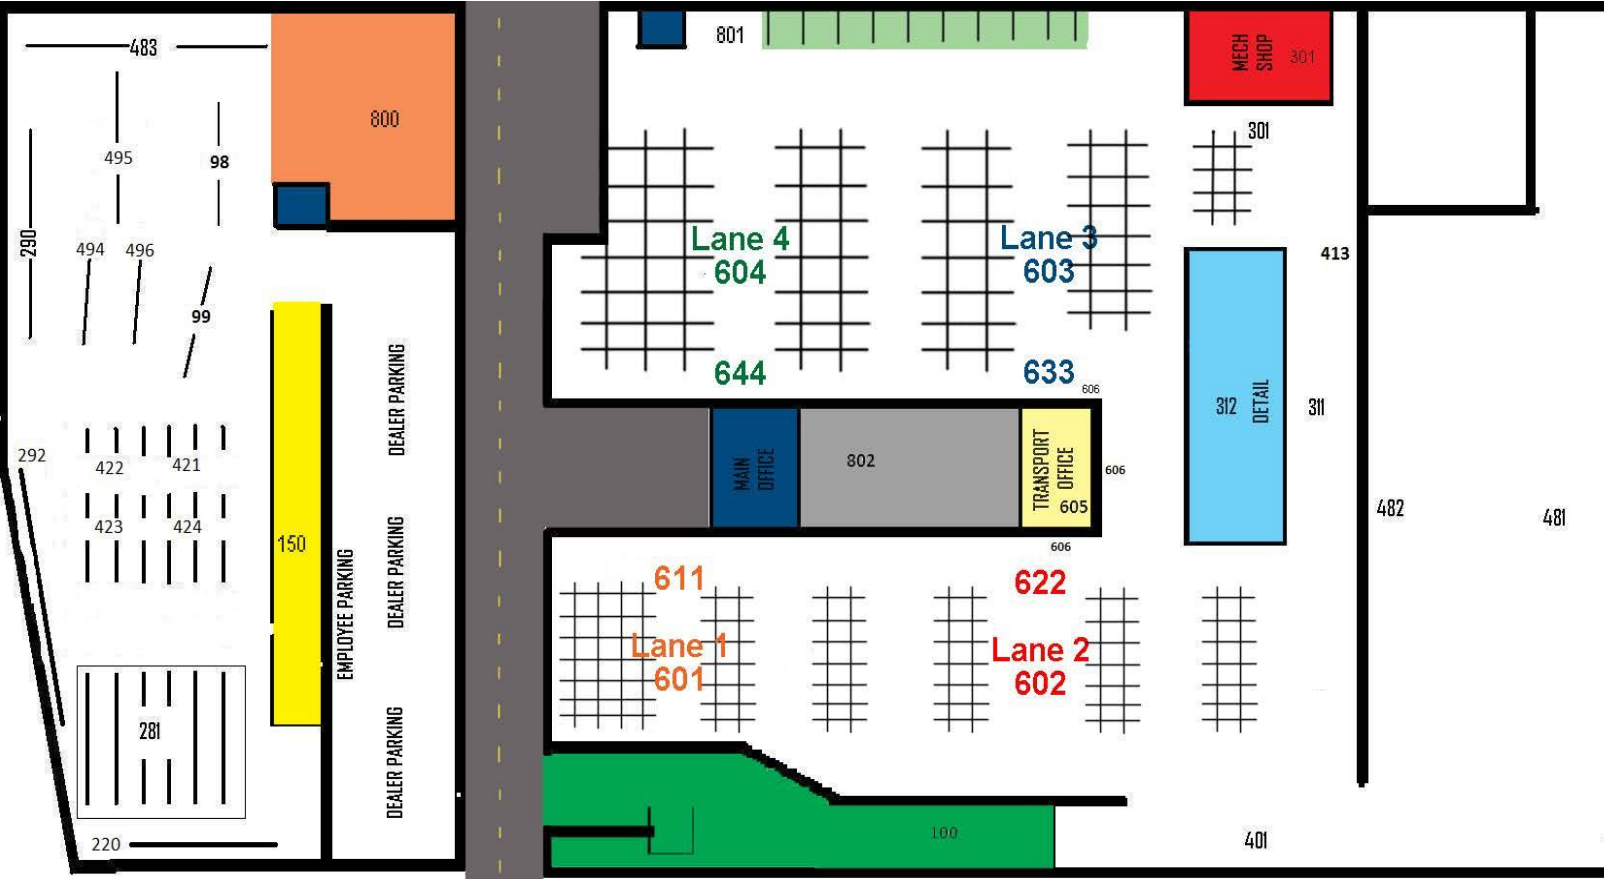 483
800
495
98
290
494
496
99
292
422
421
423
424
150
281
220
EMPLOYEE PARKING
DEALER PARKING
DEALER PARKING
DEALER PARKING
801
MECH
SHOP
301
301
Lane 4
604
644
Lane 3
603
633
606
413
312
DETAIL
311
MAIN
OFFICE
802
TRANSPORT
OFFICE
605
606
606
482
481
611
Lane 1
601
622
Lane 2
602
100
401